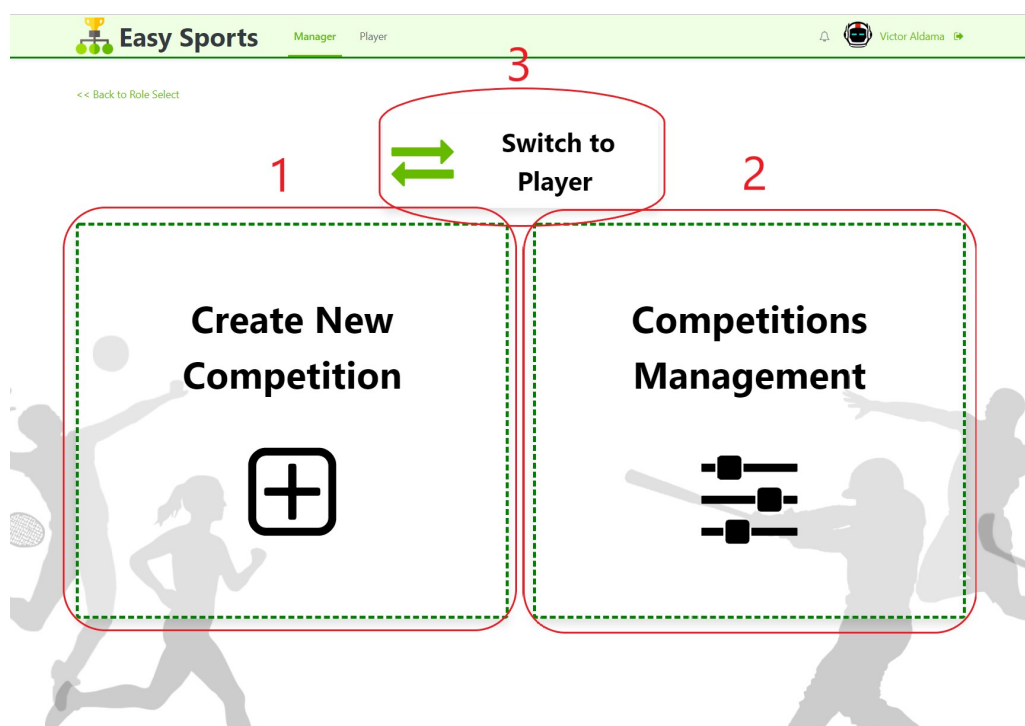 Easy Sports Manager Player Victor Aldama
3
<< Back to Role Select
Switch to
Player
1
2
Create New
Competition
Competitions
Management